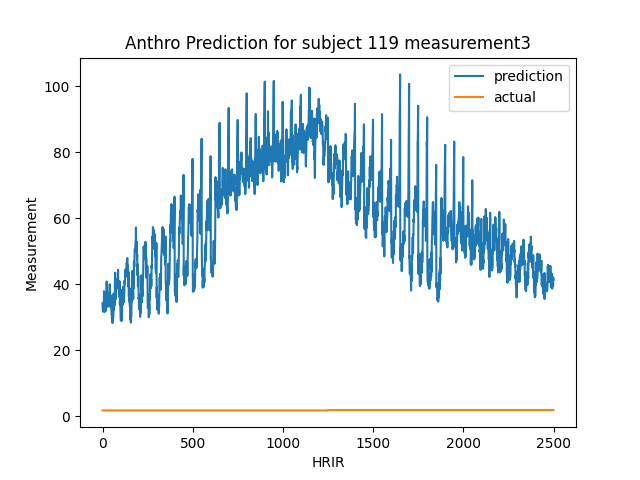 Anthro Prediction for subject 119 measurement3
prediction
actual
100
80
60
40
20
0
Measurement
0 500 1000 1500 2000 2500
HRIR